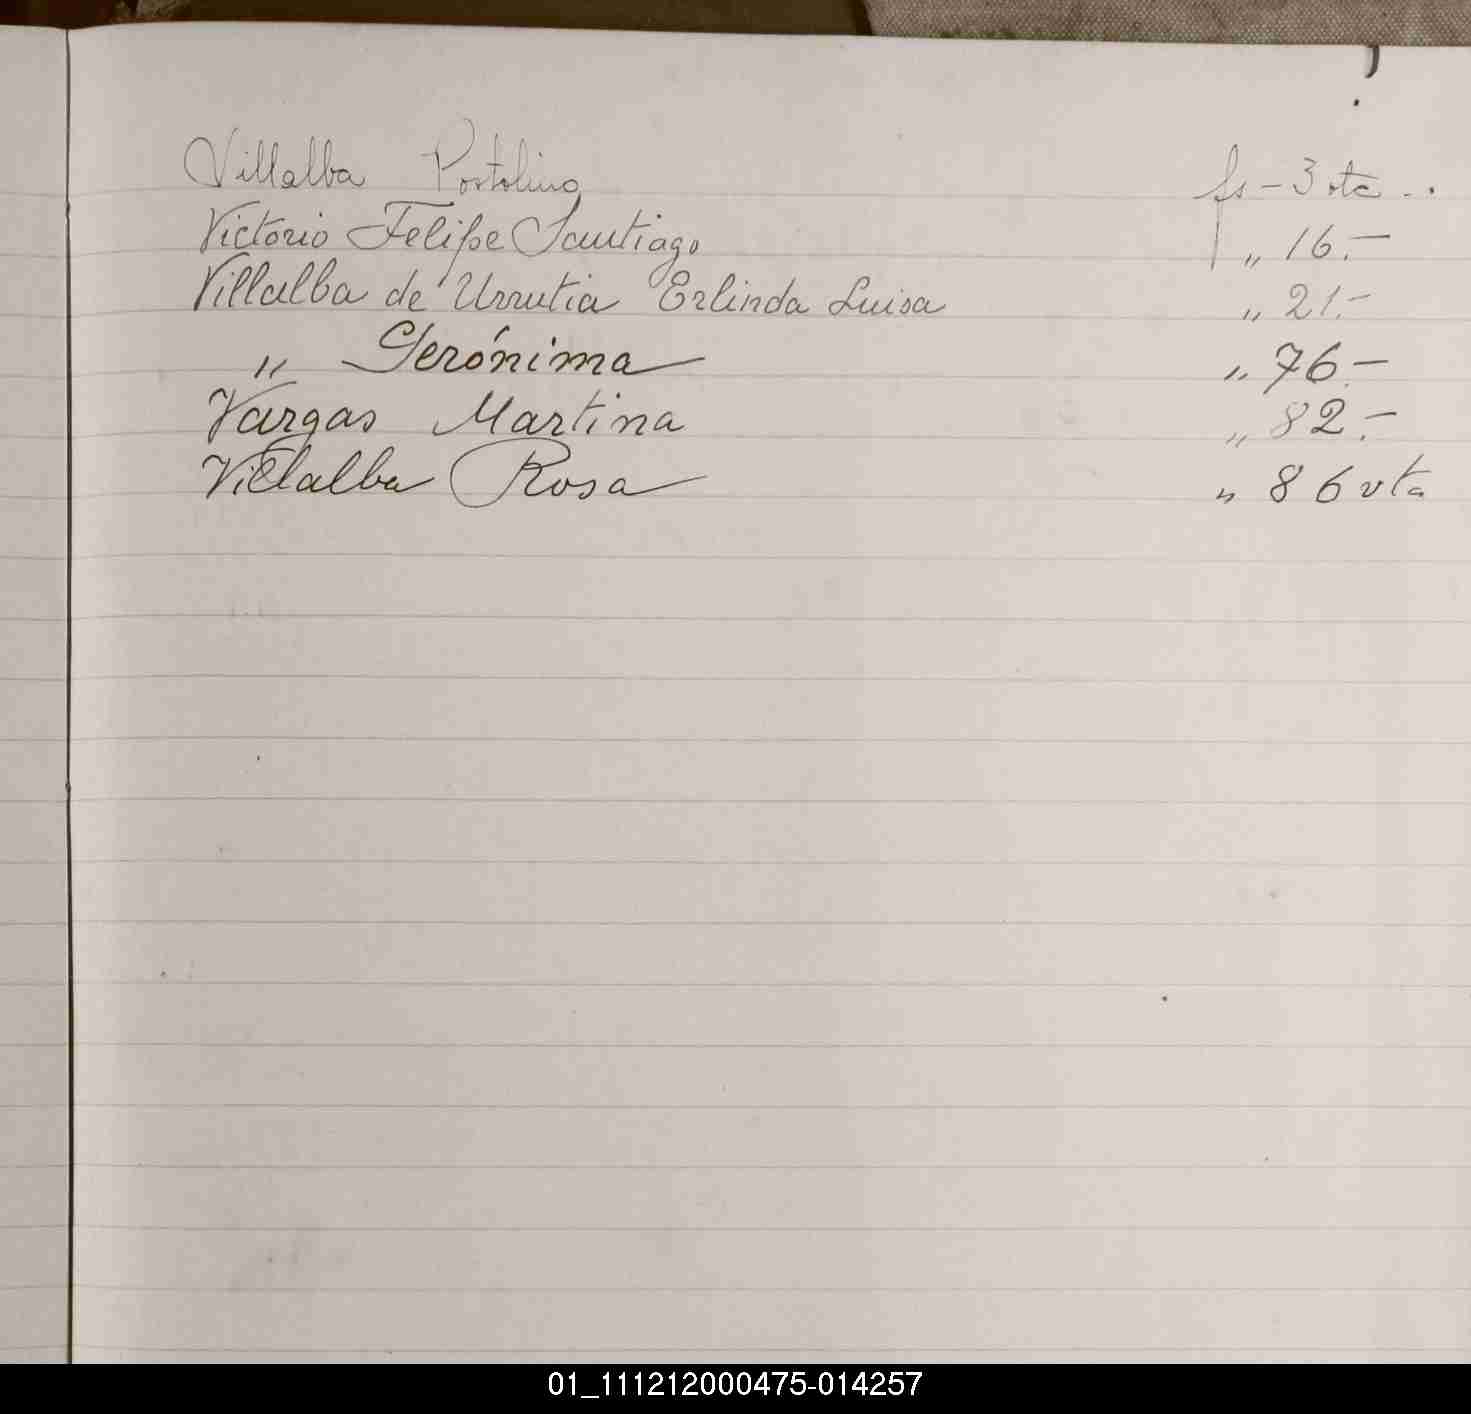 Villalba Portolino fs - 3 vta -.
Victorio Felipe Santiago " 16.-
Villalba de Urrutia Erlinda Luisa " 21.-
" Gerónima " 76.-
Vargas Martina " 82.-
Villalba Rosa " 86 vta
01_111212000475-014257